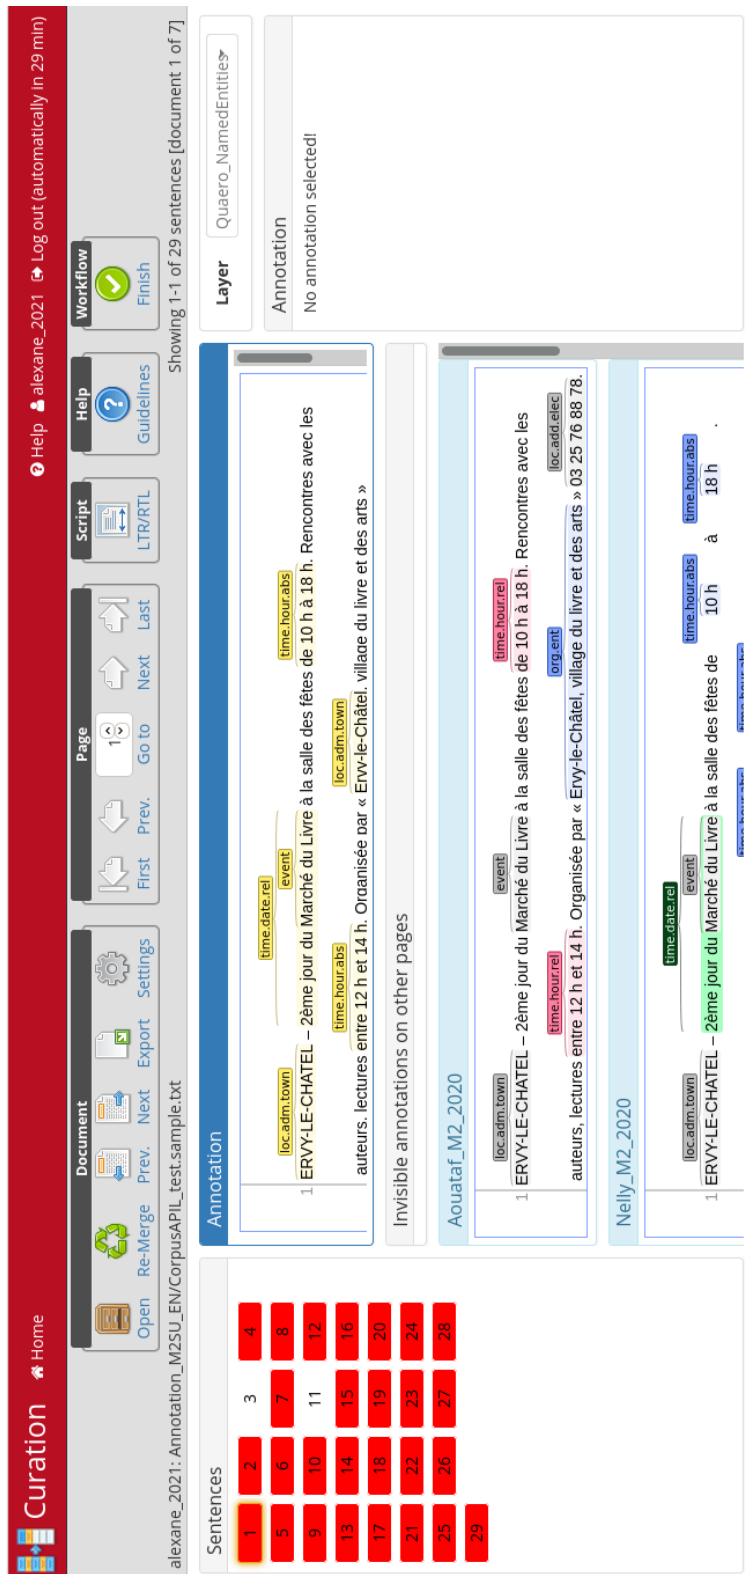 Curation
Home
Help
alexane_2021
Log out (automatically in 29 min)
Document
Page
Script
Help
Workflow
Open
Re-Merge
Prev.
Next
Export
Settings
First
Prev.
1
Go to
Next
Last
LTR/RTL
Guidelines
Finish
alexane_2021: Annotation_M2SU_EN/CorpusAPIL_test.sample.txt
Showing 1-1 of 29 sentences [document 1 of 7]
Sentences
1 2 3 4
5 6 7 8
9 10 11 12
13 14 15 16
17 18 19 20
21 22 23 24
25 26 27 28
29
Annotation
time.date.rel
loc.adm.town event time.hour.abs
1 ERVY-LE-CHATEL – 2ème jour du Marché du Livre à la salle des fêtes de 10 h à 18 h. Rencontres avec les
time.hour.abs loc.adm.town
auteurs, lectures entre 12 h et 14 h. Organisée par « Ervy-le-Châtel, village du livre et des arts »
Invisible annotations on other pages
Aouataf_M2_2020
loc.adm.town event time.hour.rel
1 ERVY-LE-CHATEL – 2ème jour du Marché du Livre à la salle des fêtes de 10 h à 18 h. Rencontres avec les
time.hour.rel org.ent loc.add.elec
auteurs, lectures entre 12 h et 14 h. Organisée par « Ervy-le-Châtel, village du livre et des arts » 03 25 76 88 78.
Nelly_M2_2020
time.date.rel
loc.adm.town event time.hour.abs time.hour.abs
1 ERVY-LE-CHATEL – 2ème jour du Marché du Livre à la salle des fêtes de 10 h à 18 h .
time.hour.abs time.hour.abs
Layer
Quaero_NamedEntities
Annotation
No annotation selected!